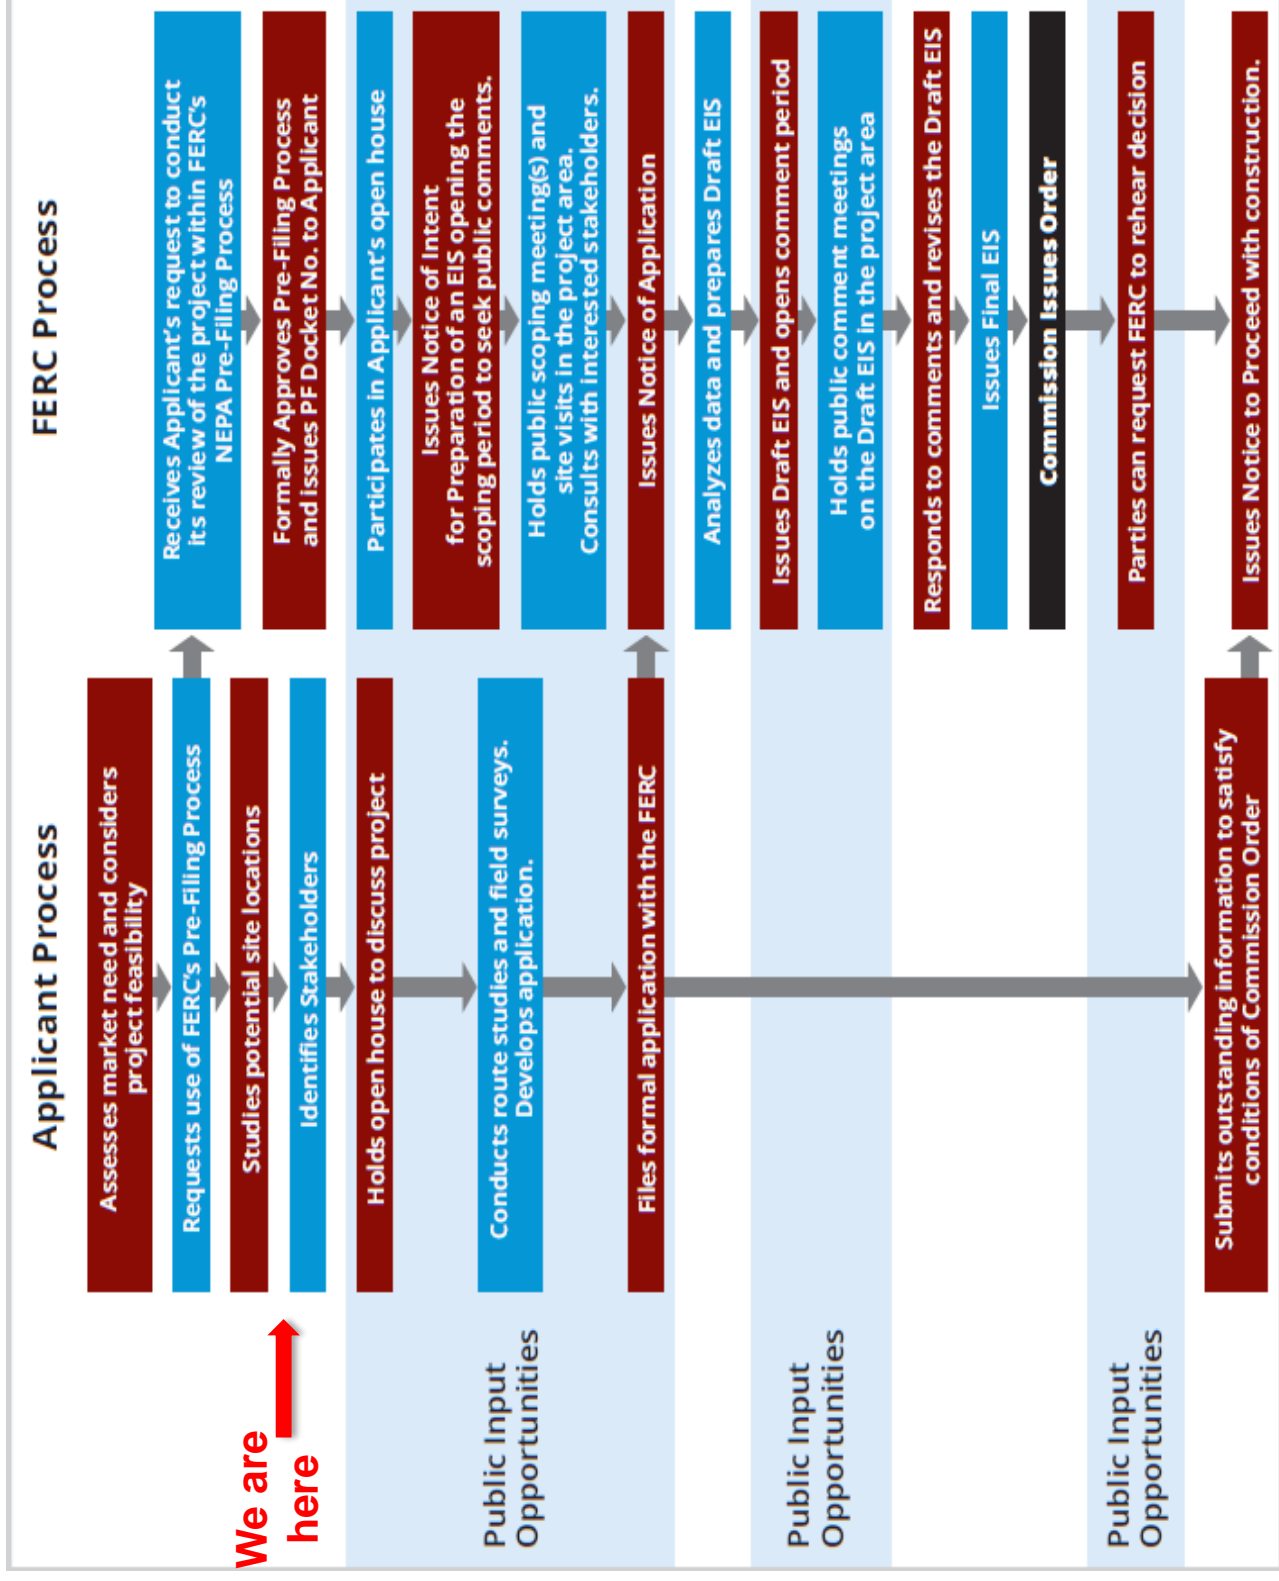 Applicant Process
FERC Process
Assesses market need and considers
project feasibility
Requests use of FERC's Pre-Filing Process
Studies potential site locations
Identifies Stakeholders
Holds open house to discuss project
Conducts route studies and field surveys.
Develops application.
Files formal application with the FERC
Submits outstanding information to satisfy
conditions of Commission Order
Receives Applicant's request to conduct
its review of the project within FERC's
NEPA Pre-Filing Process
Formally Approves Pre-Filing Process
and issues PF Docket No. to Applicant
Participates in Applicant's open house
Issues Notice of Intent
for Preparation of an EIS opening the
scoping period to seek public comments.
Holds public scoping meeting(s) and
site visits in the project area.
Consults with interested stakeholders.
Issues Notice of Application
Analyzes data and prepares Draft EIS
Issues Draft EIS and opens comment period
Holds public comment meetings
on the Draft EIS in the project area
Responds to comments and revises the Draft EIS
Issues Final EIS
Commission Issues Order
Parties can request FERC to rehear decision
Issues Notice to Proceed with construction.
We are
here
Public Input
Opportunities
Public Input
Opportunities
Public Input
Opportunities